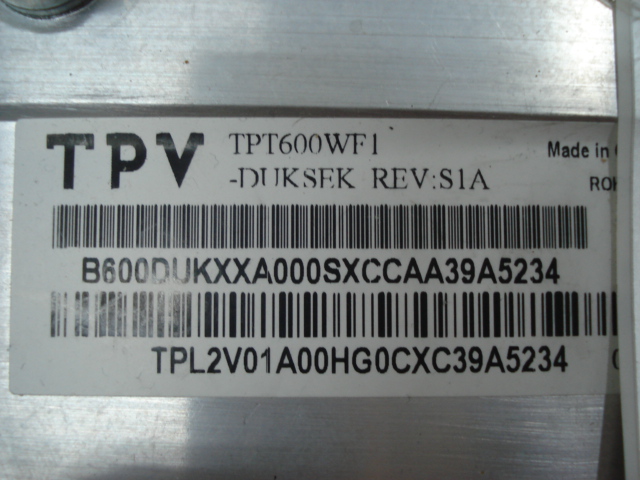 TPV TPT600WF1 Made in
-DUKSEK REV:S1A
B600DUKXXA000SXCCAA39A5234
TPL2V01A00HG0CXC39A5234